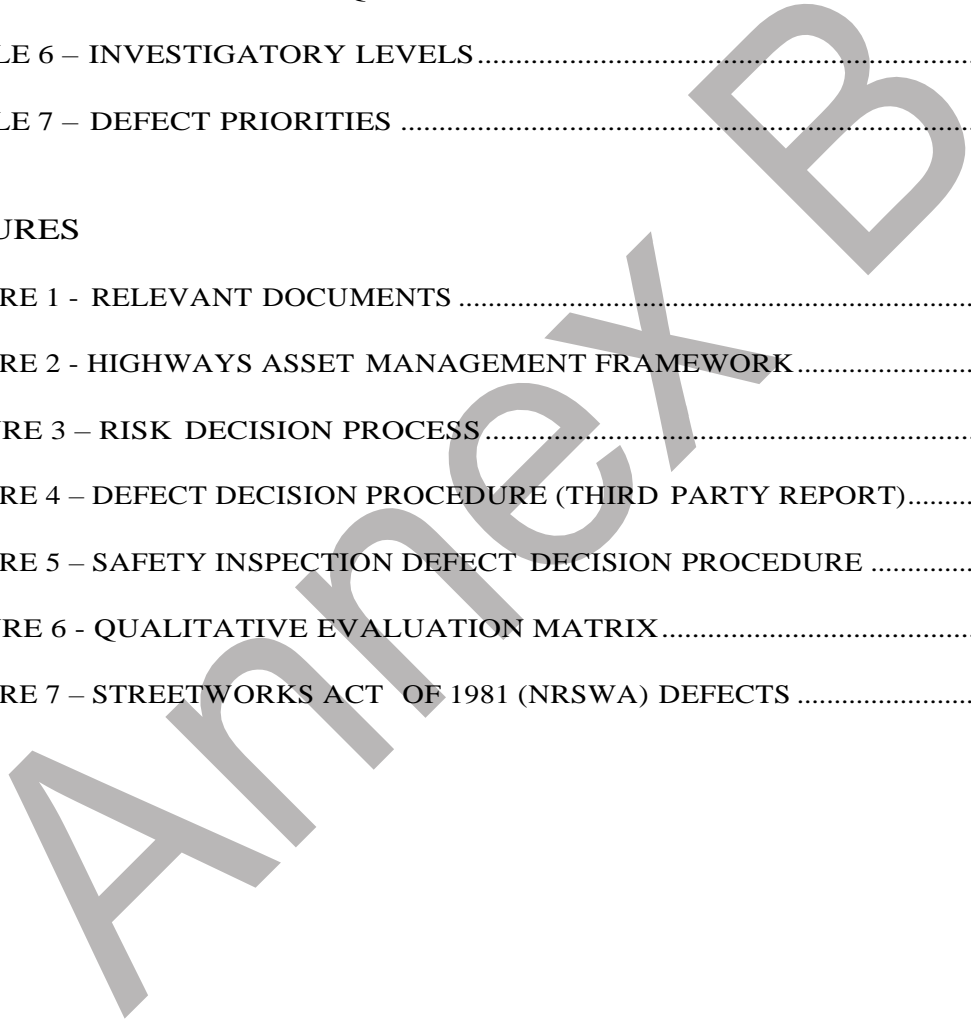 LE 6 – INVESTIGATORY LEVELS
LE 7 – DEFECT PRIORITIES
URES
RE 1 - RELEVANT DOCUMENTS
RE 2 - HIGHWAYS ASSET MANAGEMENT FRAMEWORK
RE 3 – RISK DECISION PROCESS
RE 4 – DEFECT DECISION PROCEDURE (THIRD PARTY REPORT)
RE 5 – SAFETY INSPECTION DEFECT DECISION PROCEDURE
RE 6 - QUALITATIVE EVALUATION MATRIX
RE 7 – STREETWORKS ACT OF 1981 (NRSWA) DEFECTS
Annex B